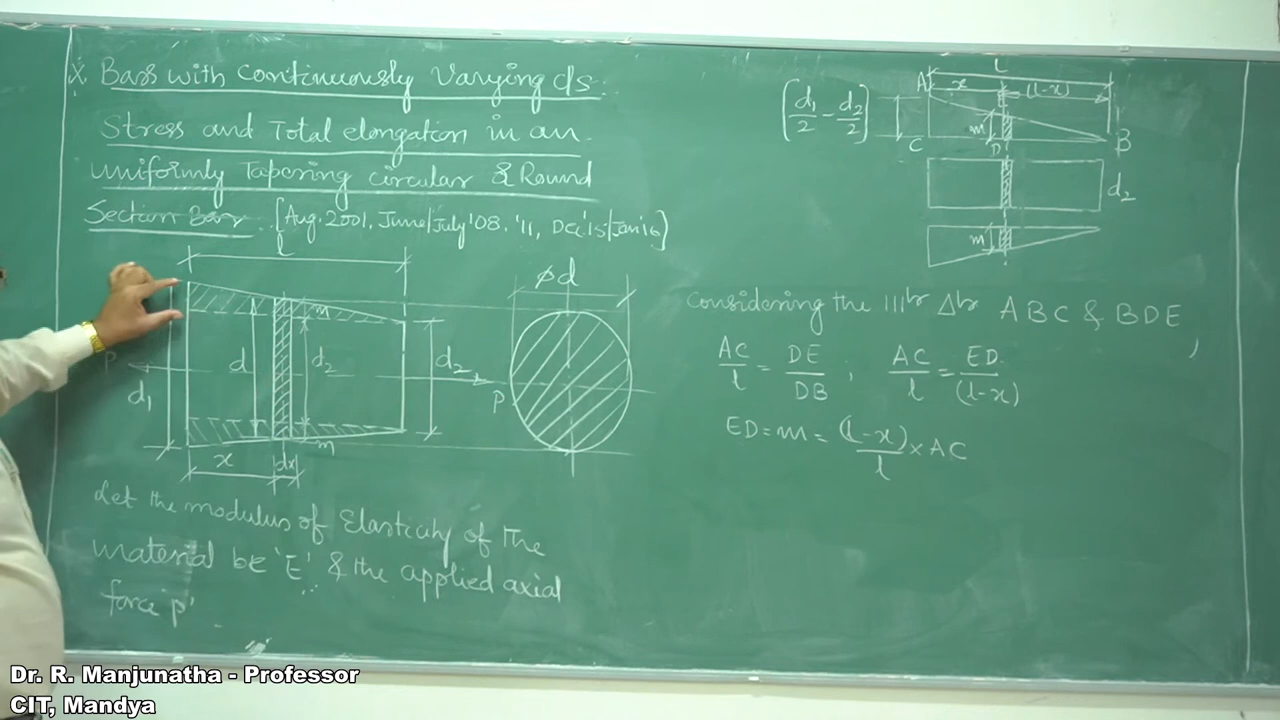 X. Bars with Continuously Varying c/s.
Stress and Total elongation in an
uniformly Tapering circular & Round
Section Bar [Aug. 2001, June/July '08, '11, Dec'15/Jan'16]
l
d
d₂
d₂
d₁
P
P
m
m
x
dx
ød
Let the modulus of Elasticity of the
material be 'E' & the applied axial
force P'
[d₁/2 - d₂/2]
l
A
x
(l-x)
m
C
D
B
d₂
m
Considering the |||lr Δlr ABC & BDE,
AC/l = DE/DB ; AC/l = ED/(l-x)
ED = m = (l-x)/l × AC
Dr. R. Manjunatha - Professor
CIT, Mandya